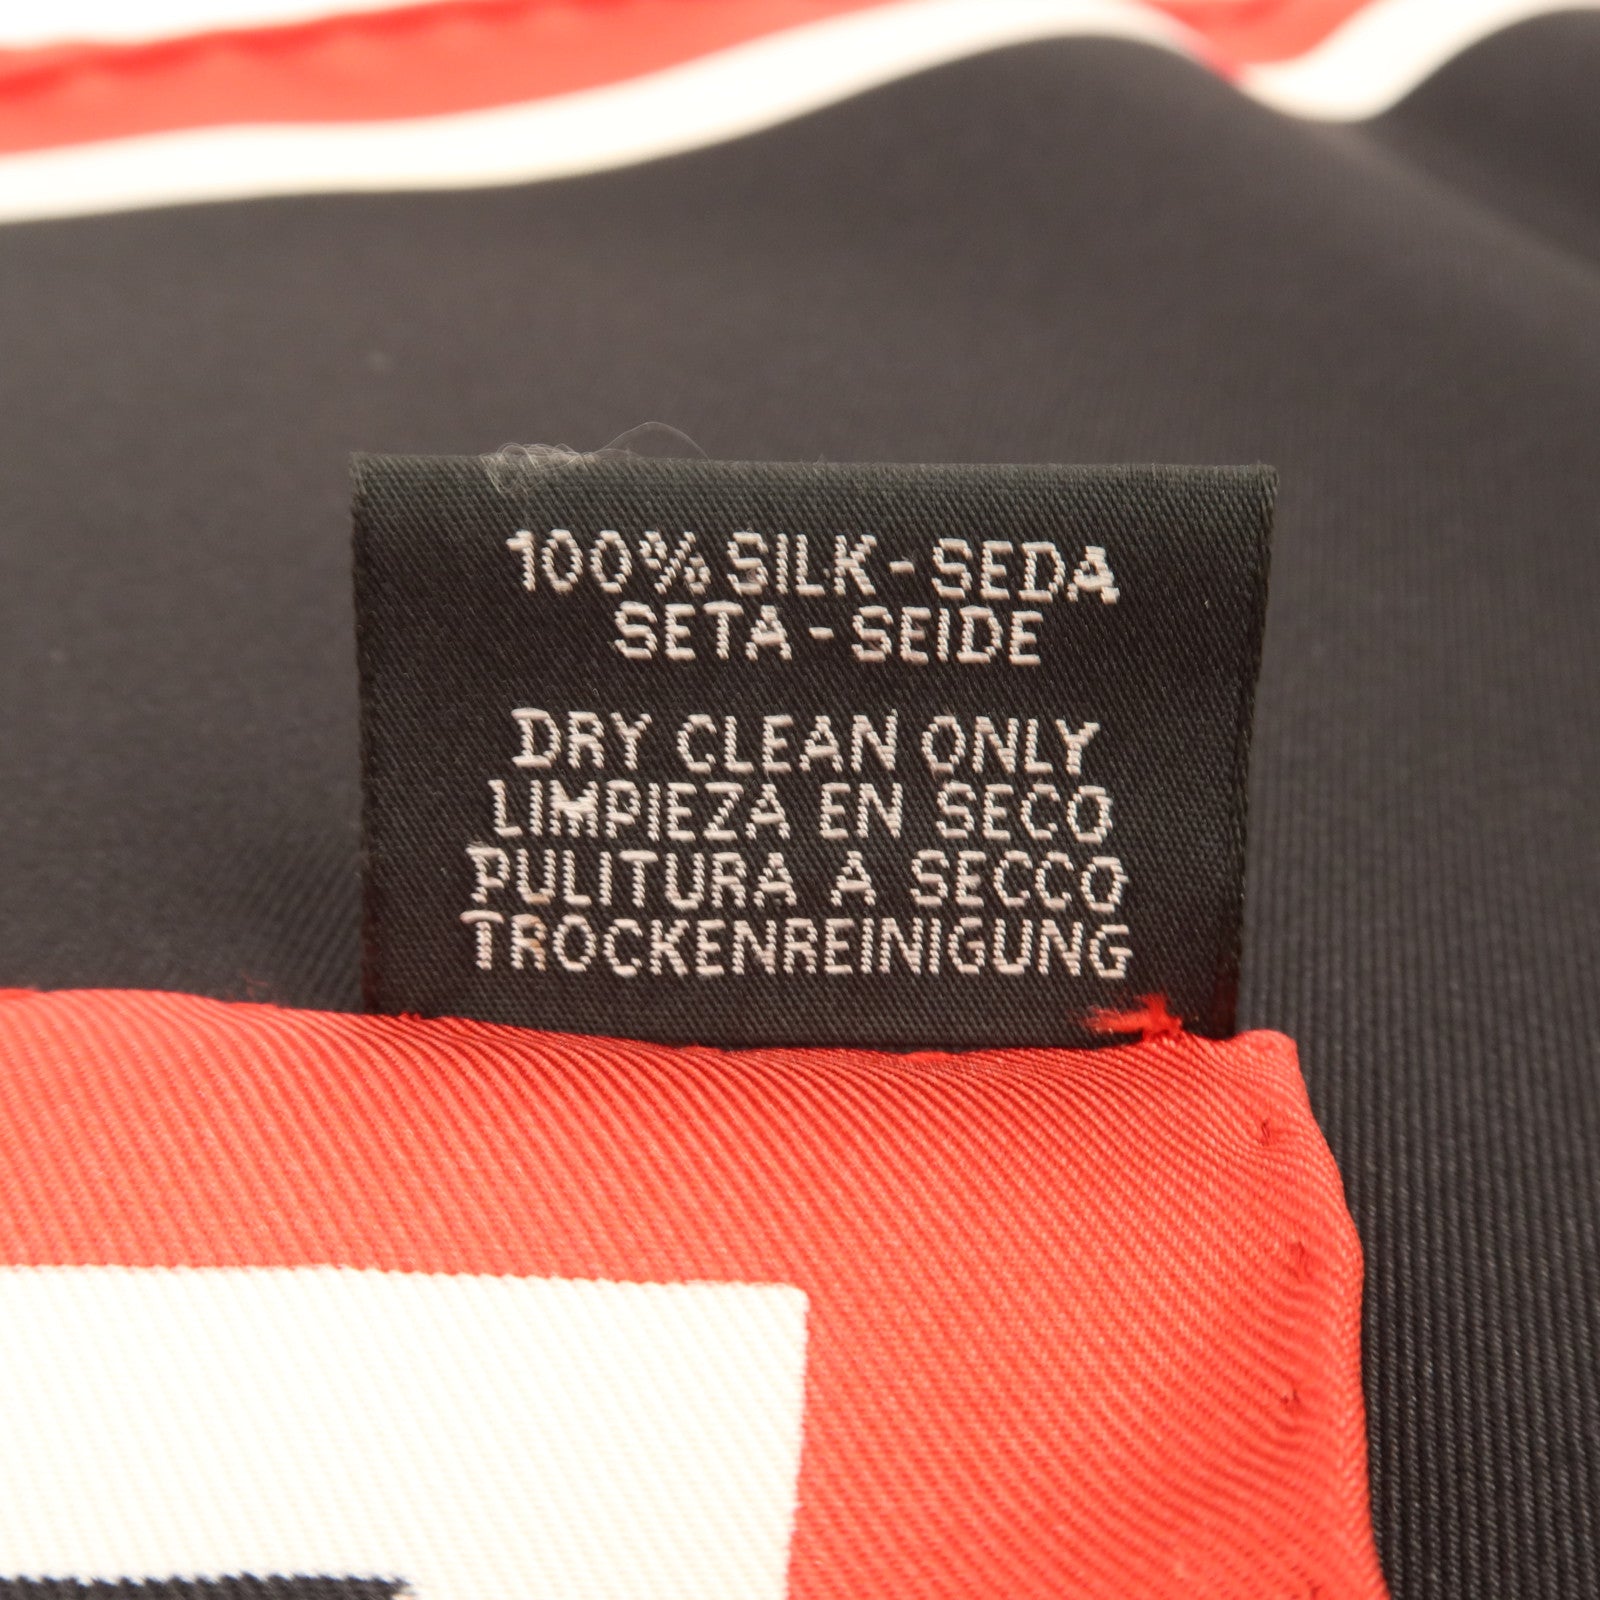 100% SILK - SEDA
SETA - SEIDE
DRY CLEAN ONLY
LIMPIEZA EN SECO
PULITURA A SECCO
TROCKENREINIGUNG